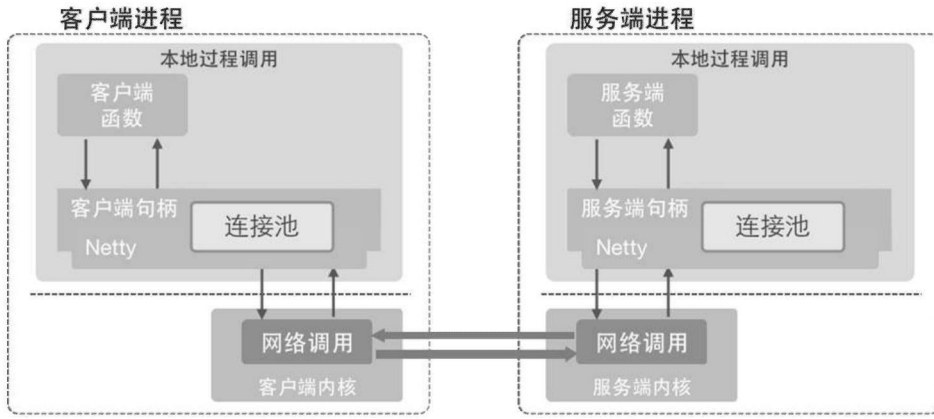 客户端进程
本地过程调用
客户端
函数
客户端句柄
连接池
Netty
网络调用
客户端内核
服务端进程
本地过程调用
服务端
函数
服务端句柄
连接池
Netty
网络调用
服务端内核